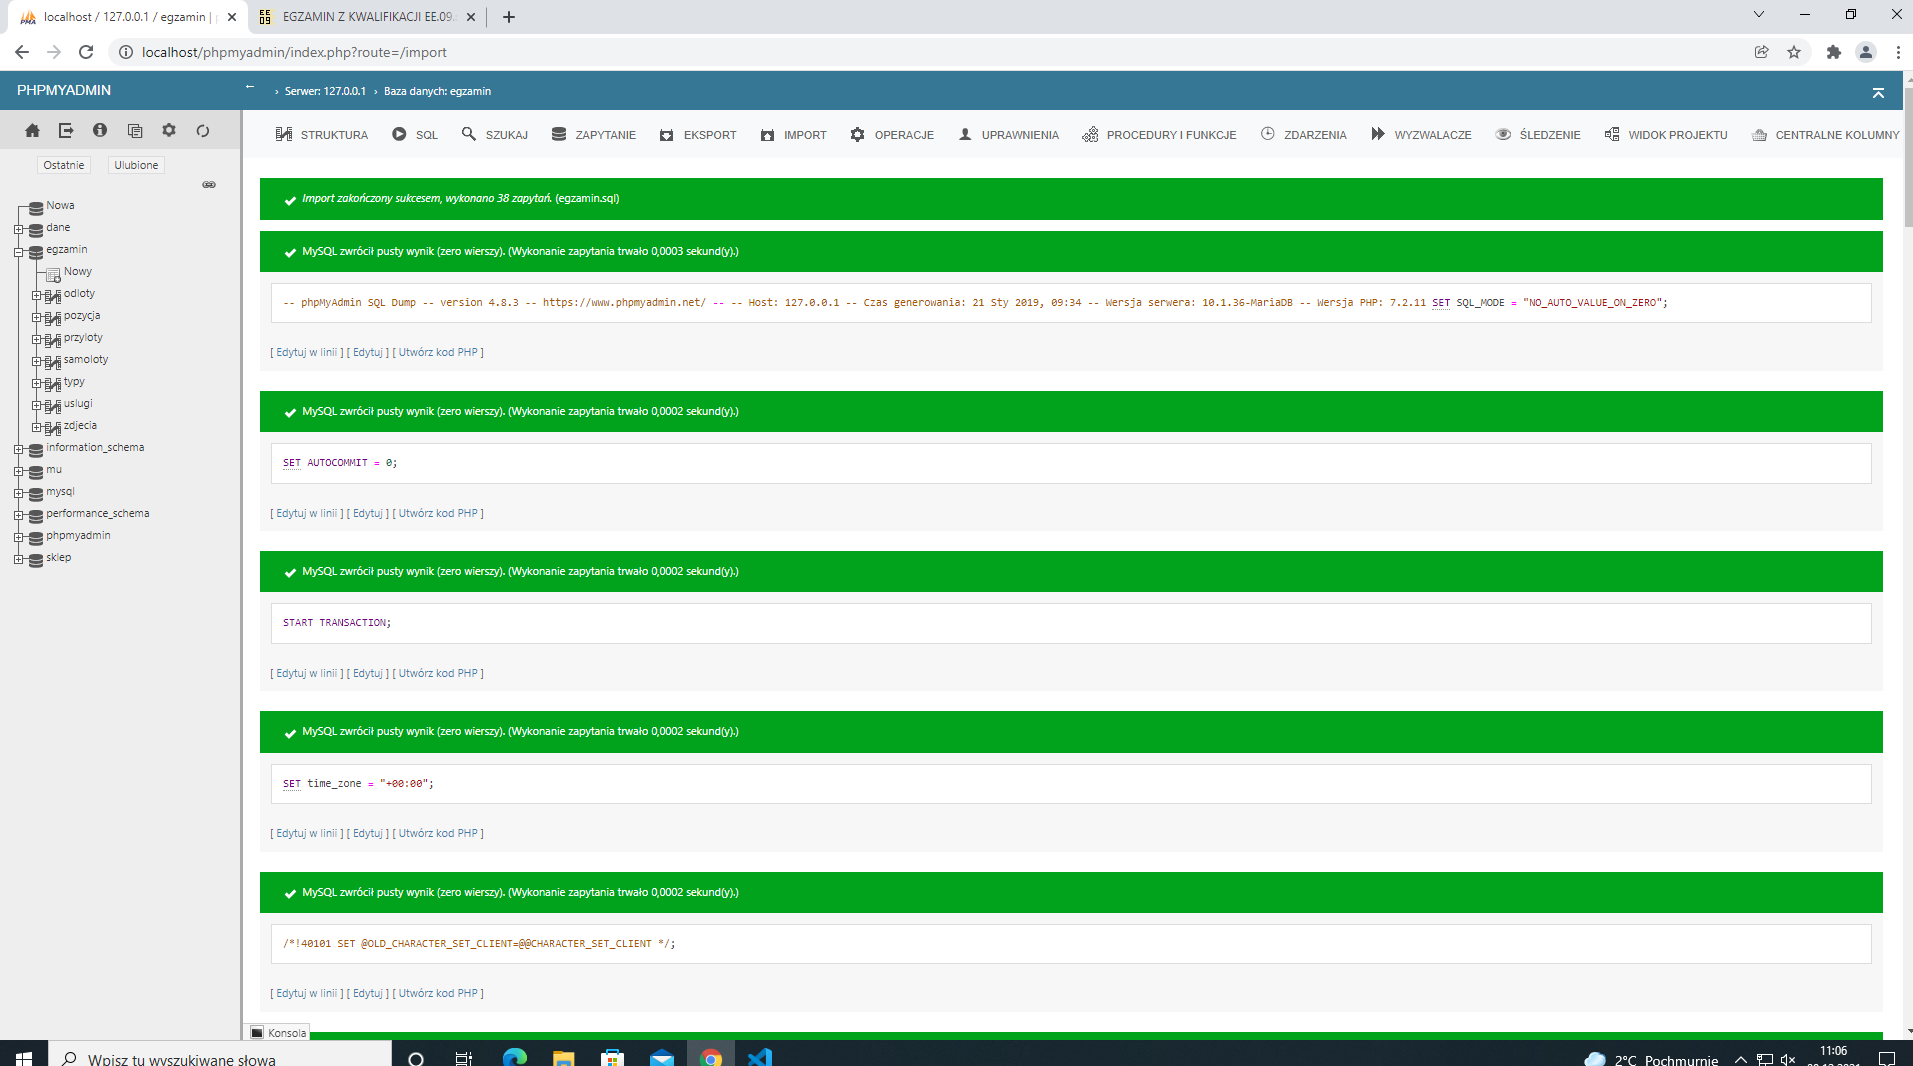 localhost / 127.0.0.1 / egzamin |
EGZAMIN Z KWALIFIKACJI EE.09
localhost/phpmyadmin/index.php?route=/import
PHPMYADMIN
Serwer: 127.0.0.1 › Baza danych: egzamin
STRUKTURA SQL SZUKAJ ZAPYTANIE EKSPORT IMPORT OPERACJE UPRAWNIENIA PROCEDURY I FUNKCJE ZDARZENIA WYZWALACZE ŚLEDZENIE WIDOK PROJEKTU CENTRALNE KOLUMNY
Ostatnie Ulubione
Nowa
dane
egzamin
Nowy
odloty
pozycja
przyloty
samoloty
typy
uslugi
zdjecia
information_schema
mu
mysql
performance_schema
phpmyadmin
sklep
Import zakończony sukcesem, wykonano 38 zapytań. (egzamin.sql)
MySQL zwrócił pusty wynik (zero wierszy). (Wykonanie zapytania trwało 0,0003 sekund(y).)
-- phpMyAdmin SQL Dump -- version 4.8.3 -- https://www.phpmyadmin.net/ -- -- Host: 127.0.0.1 -- Czas generowania: 21 Sty 2019, 09:34 -- Wersja serwera: 10.1.36-MariaDB -- Wersja PHP: 7.2.11 SET SQL_MODE = "NO_AUTO_VALUE_ON_ZERO";
[ Edytuj w linii ] [ Edytuj ] [ Utwórz kod PHP ]
MySQL zwrócił pusty wynik (zero wierszy). (Wykonanie zapytania trwało 0,0002 sekund(y).)
SET AUTOCOMMIT = 0;
[ Edytuj w linii ] [ Edytuj ] [ Utwórz kod PHP ]
MySQL zwrócił pusty wynik (zero wierszy). (Wykonanie zapytania trwało 0,0002 sekund(y).)
START TRANSACTION;
[ Edytuj w linii ] [ Edytuj ] [ Utwórz kod PHP ]
MySQL zwrócił pusty wynik (zero wierszy). (Wykonanie zapytania trwało 0,0002 sekund(y).)
SET time_zone = "+00:00";
[ Edytuj w linii ] [ Edytuj ] [ Utwórz kod PHP ]
MySQL zwrócił pusty wynik (zero wierszy). (Wykonanie zapytania trwało 0,0002 sekund(y).)
/*!40101 SET @OLD_CHARACTER_SET_CLIENT=@@CHARACTER_SET_CLIENT */;
[ Edytuj w linii ] [ Edytuj ] [ Utwórz kod PHP ]
Konsola
Wpisz tu wyszukiwane słowa
2°C Pochmurnie
11:06